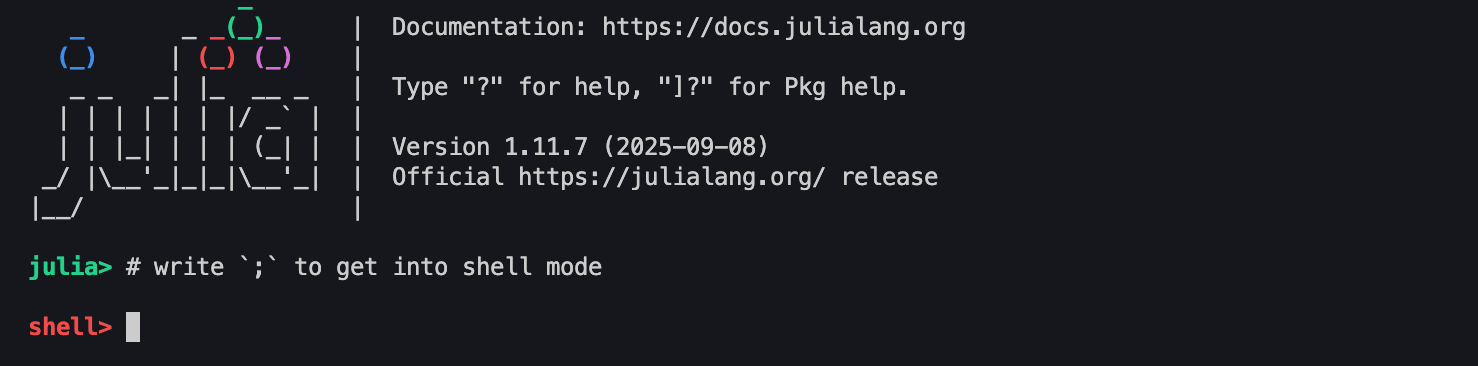 _
   _       _ _(_)_     |  Documentation: https://docs.julialang.org
  (_)     | (_) (_)    |
   _ _   _| |_  __ _   |  Type "?" for help, "]?" for Pkg help.
  | | | | | | |/ _` |  |
  | | |_| | | | (_| |  |  Version 1.11.7 (2025-09-08)
 _/ |\__'_|_|_|\__'_|  |  Official https://julialang.org/ release
|__/                   |
julia> # write `;` to get into shell mode
shell>